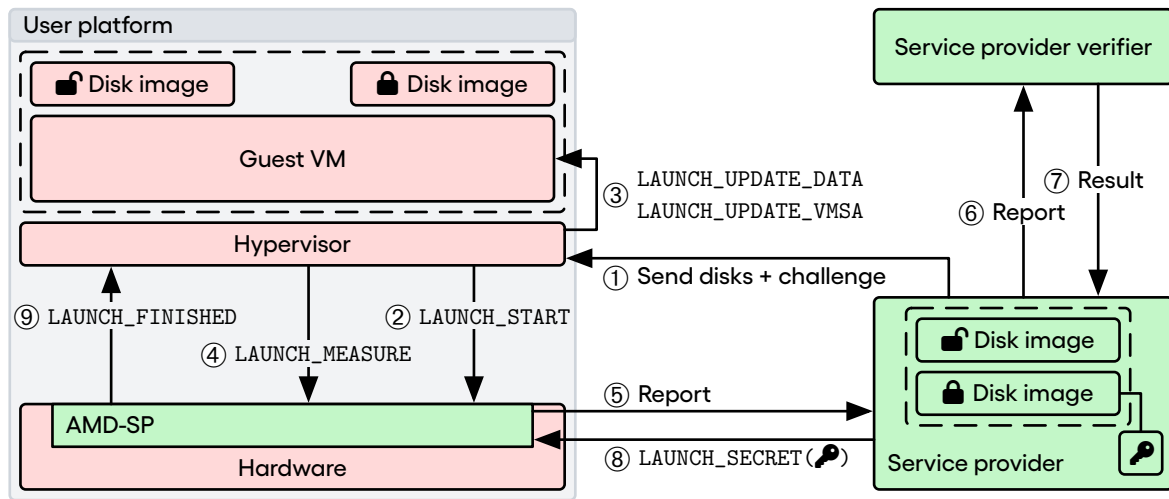 User platform
Service provider verifier
Disk image
Disk image
Guest VM
③ LAUNCH_UPDATE_DATA
LAUNCH_UPDATE_VMSA
⑦ Result
⑥ Report
Hypervisor
① Send disks + challenge
⑨ LAUNCH_FINISHED
② LAUNCH_START
④ LAUNCH_MEASURE
Disk image
Disk image
⑤ Report
AMD-SP
Hardware
⑧ LAUNCH_SECRET()
Service provider